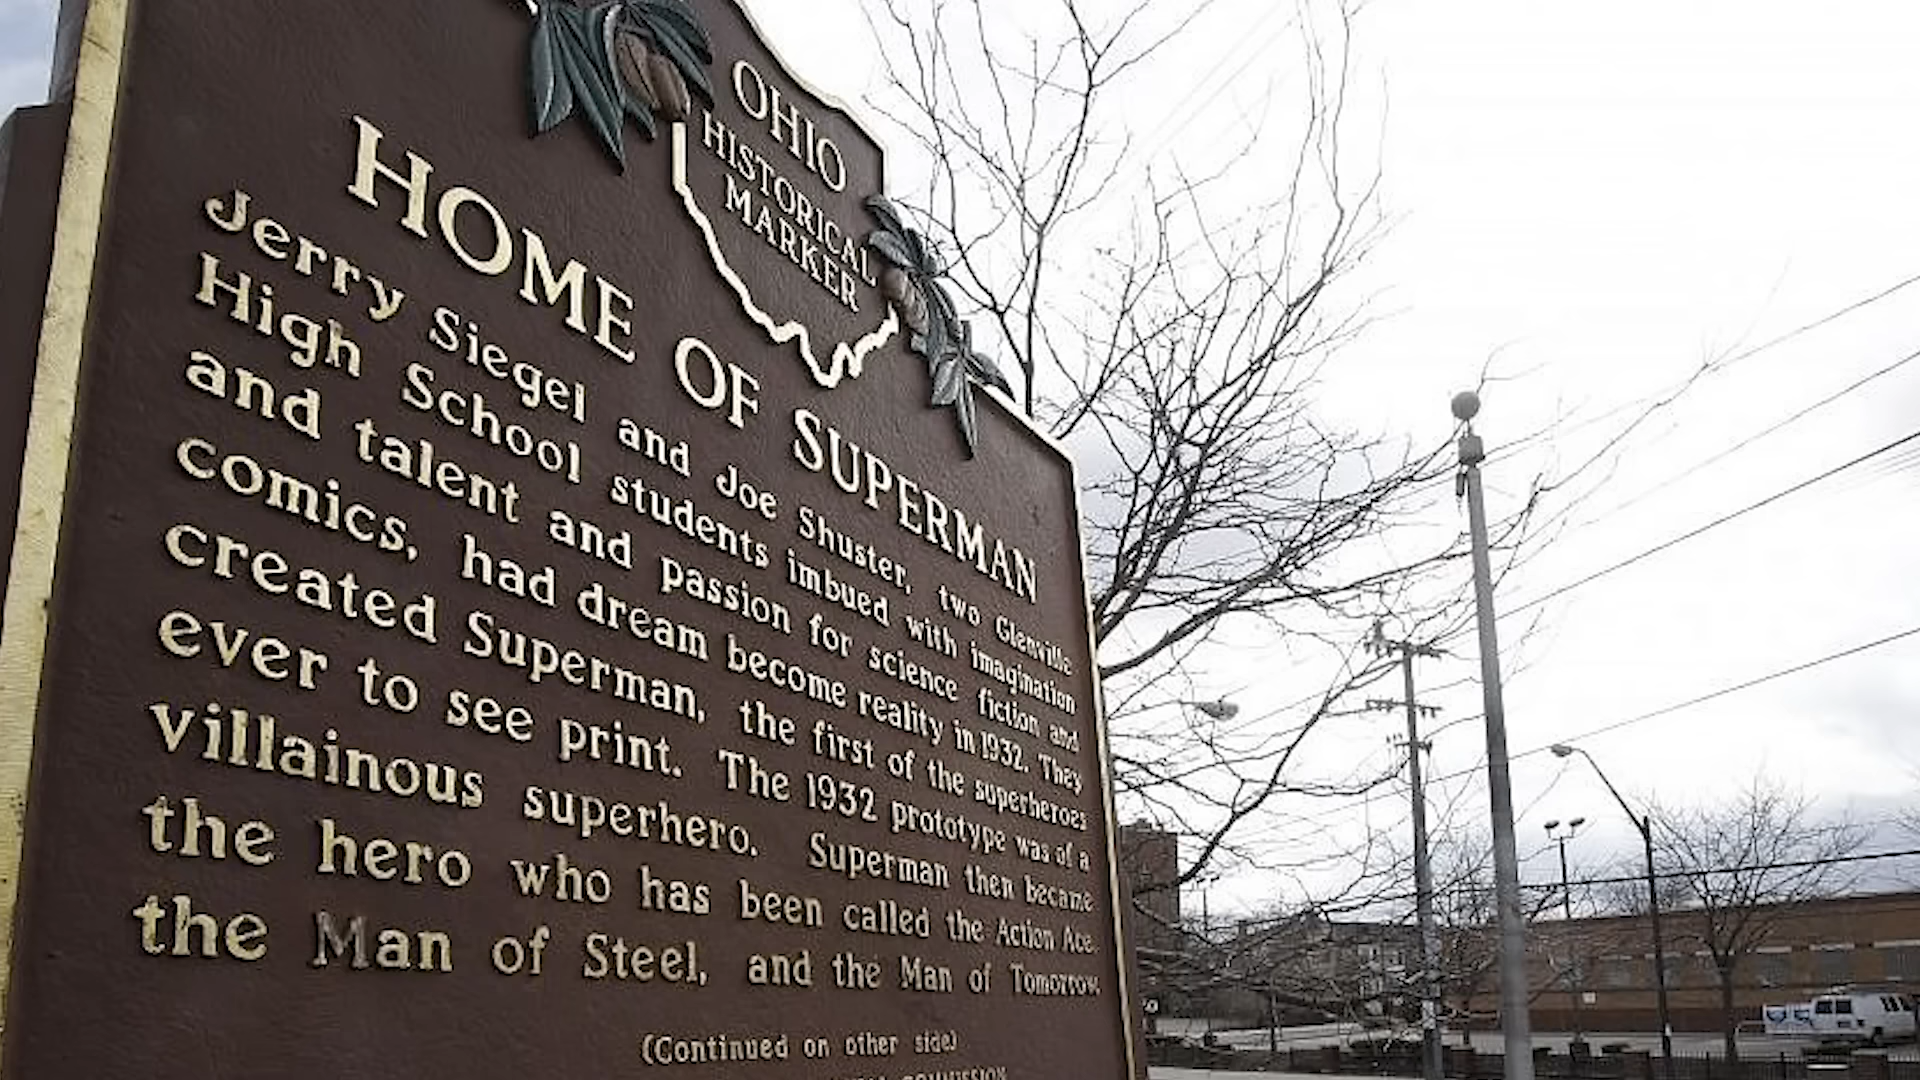 OHIO
HISTORICAL
MARKER
HOME OF SUPERMAN
Jerry Siegel and Joe Shuster, two Glenville
High School students imbued with imagination
and talent and passion for science fiction and
comics, had dream become reality in 1932. They
created Superman, the first of the superheroes
ever to see print. The 1932 prototype was of a
villainous superhero. Superman then became
the hero who has been called the Action Ace,
the Man of Steel, and the Man of Tomorrow.
(Continued on other side)
COMMISSION